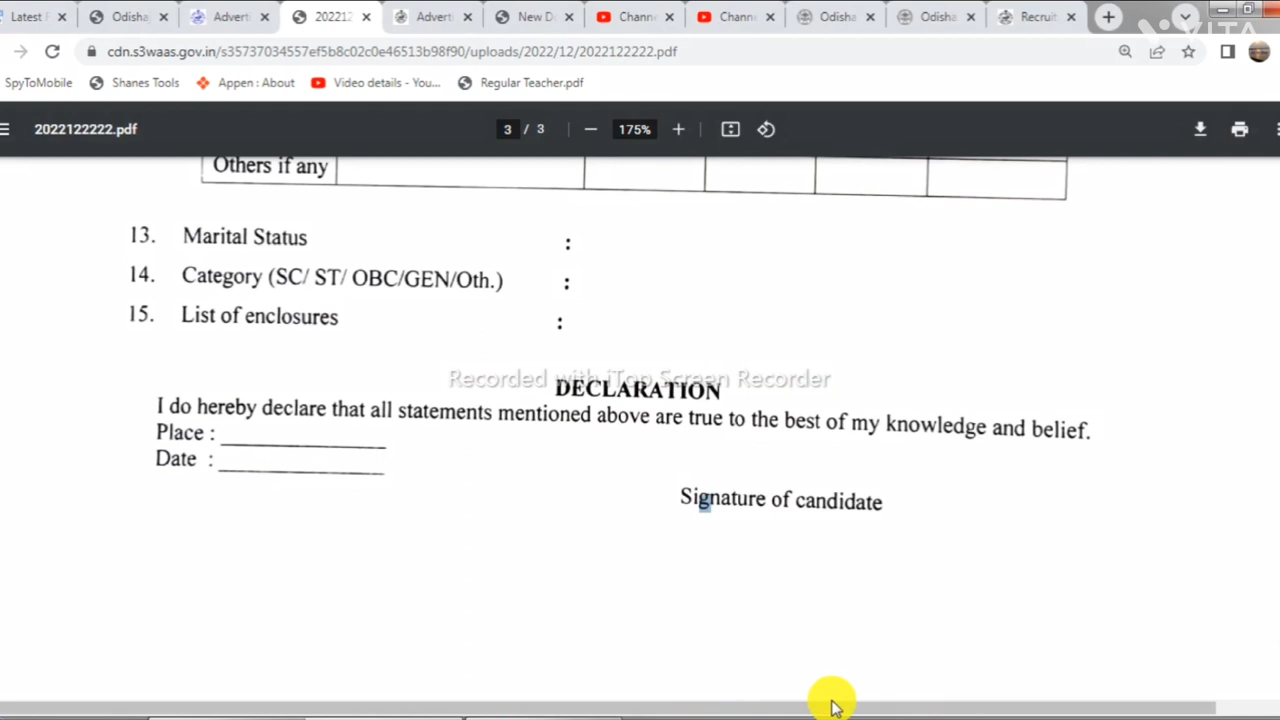 Latest
Odisha
Advert
202212
Advert
New D
Chann
Chann
Odisha
Odisha
Recruit
VITA
cdn.s3waas.gov.in/s35737034557ef5b8c02c0e46513b98f90/uploads/2022/12/2022122222.pdf
SpyToMobile Shanes Tools Appen : About Video details - You... Regular Teacher.pdf
2022122222.pdf 3 / 3 175%
Others if any
13. Marital Status :
14. Category (SC/ ST/ OBC/GEN/Oth.) :
15. List of enclosures :
Recorded with iTop Screen Recorder
DECLARATION
I do hereby declare that all statements mentioned above are true to the best of my knowledge and belief.
Place :
Date :
Signature of candidate